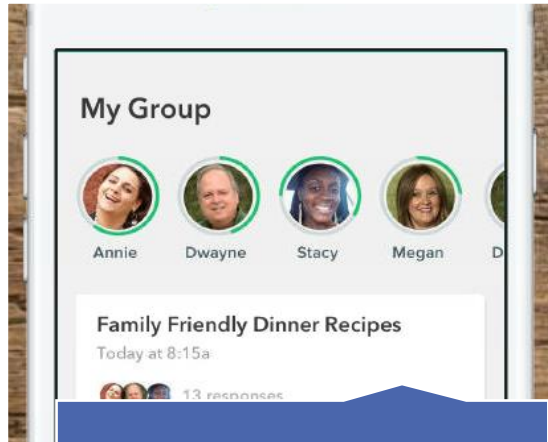 My Group
Annie Dwayne Stacy Megan D
Family Friendly Dinner Recipes
Today at 8:15a
13 responses